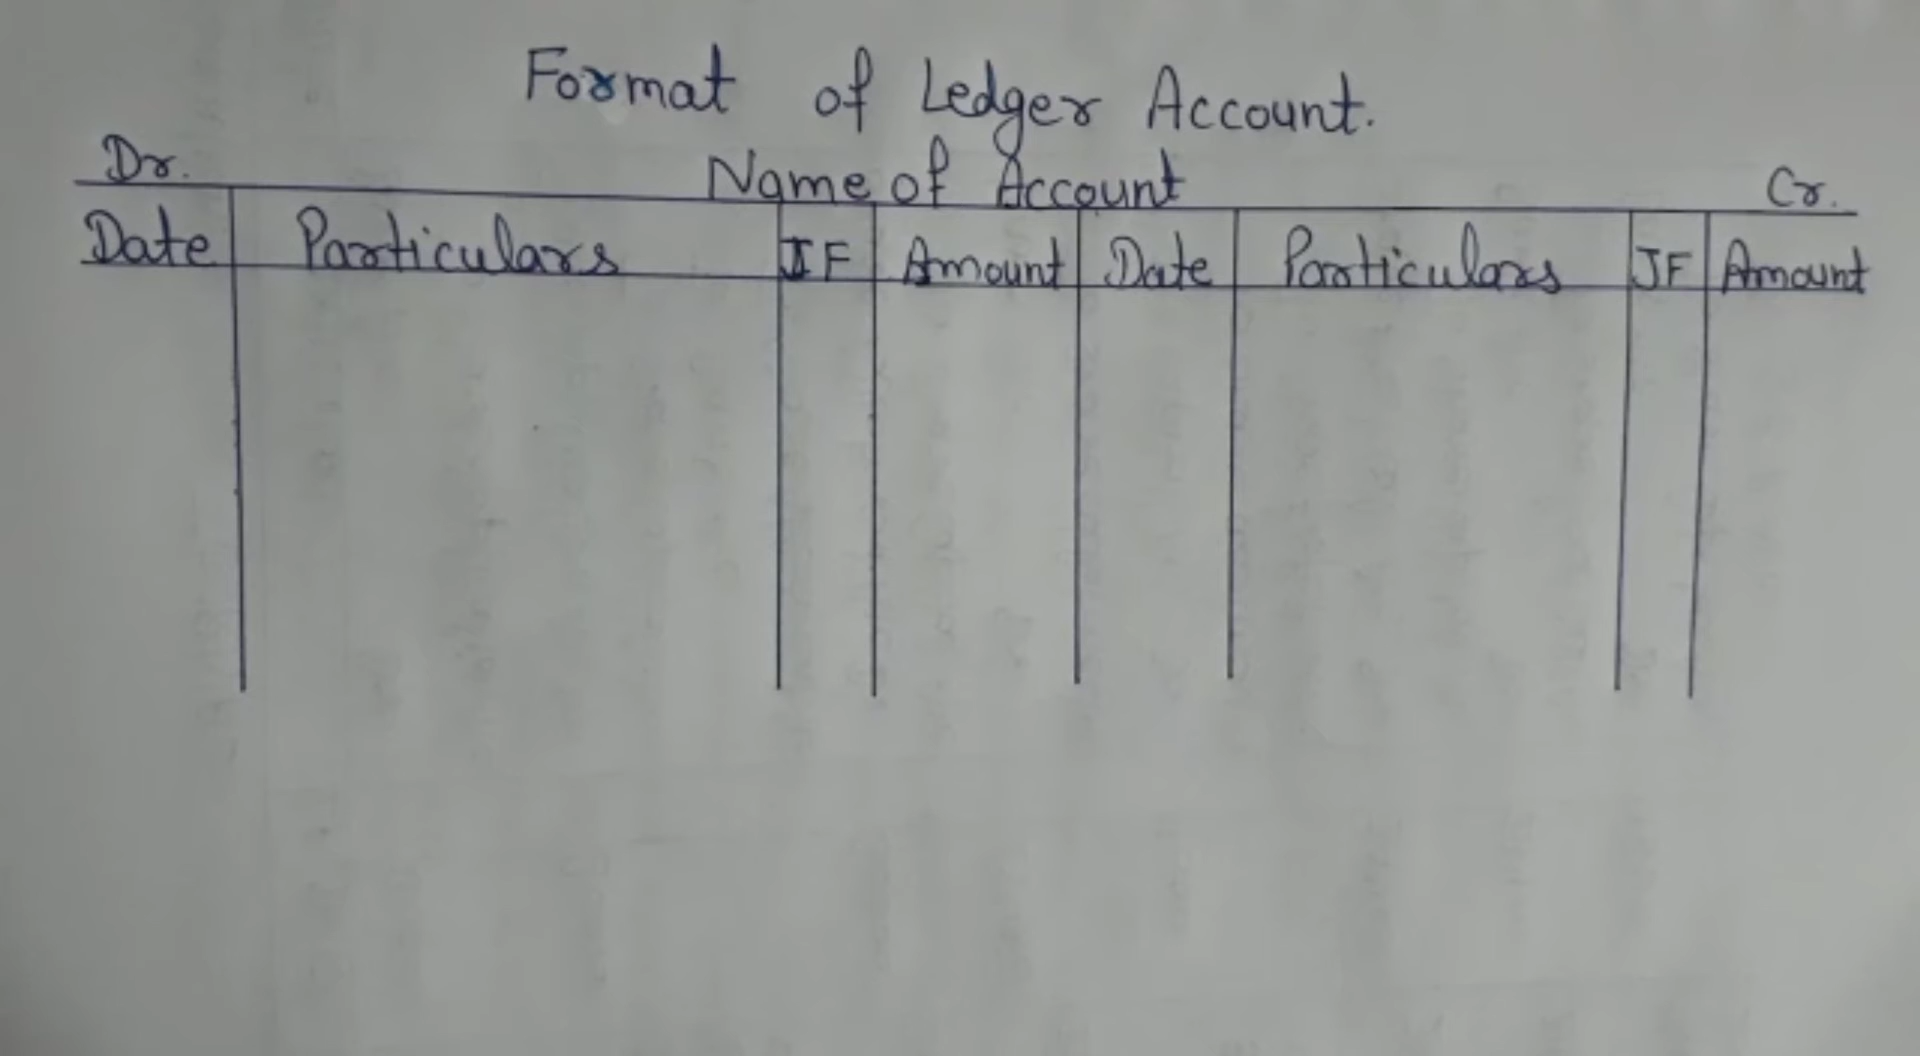 Format of Ledger Account.
Dr. Name of Account Cr.
Date Particulars JF Amount Date Particulars JF Amount